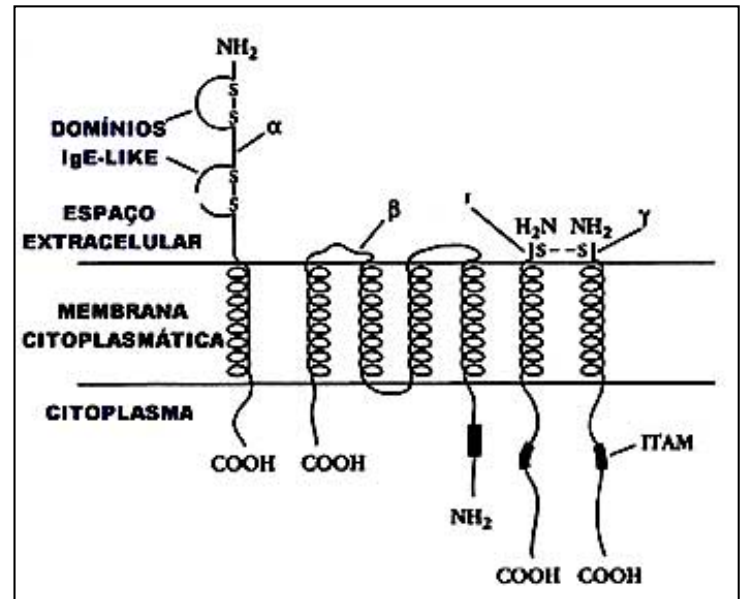 NH₂
S
S
DOMÍNIOS
α
IgE-LIKE
S
S
ESPAÇO
EXTRACELULAR
β
γ
H₂N NH₂
S--S
MEMBRANA
CITOPLASMÁTICA
CITOPLASMA
COOH COOH
ITAM
NH₂
COOH COOH